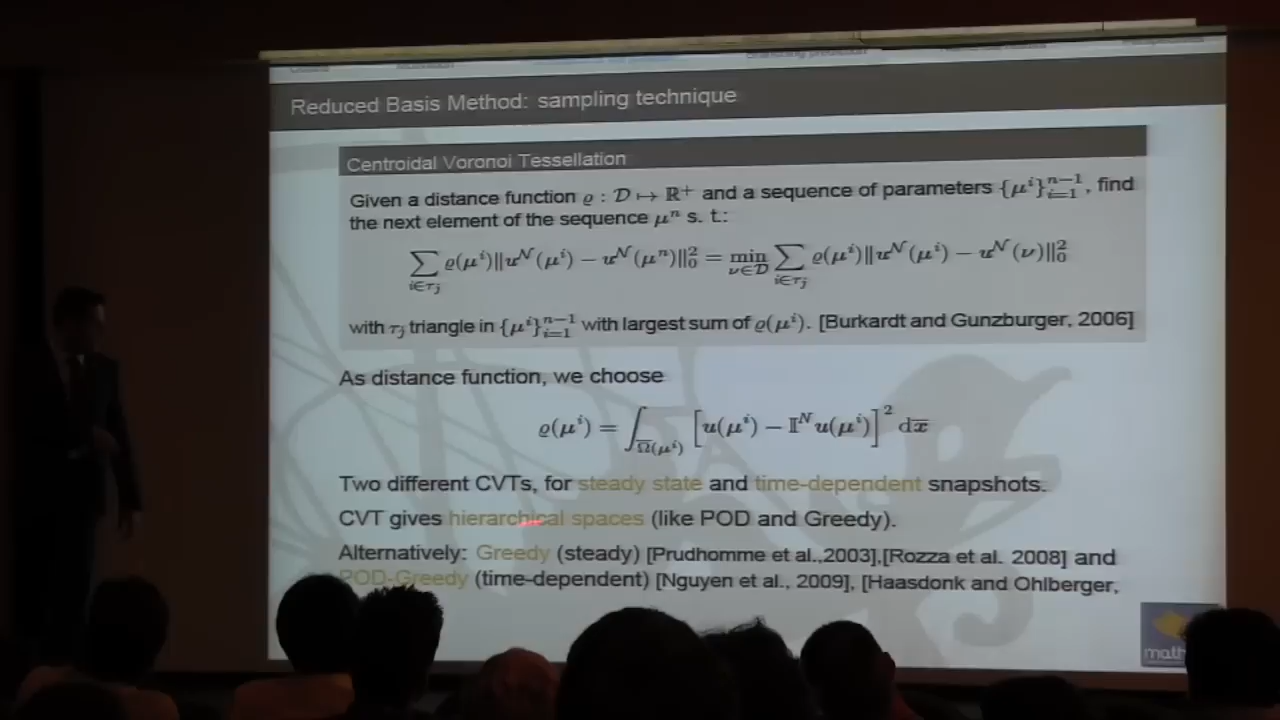 Reduced Basis Method: sampling technique
Centroidal Voronoi Tessellation
Given a distance function ϱ : 𝒟 ↦ ℝ⁺ and a sequence of parameters {μⁱ}ⁿ⁻¹ᵢ₌₁, find
the next element of the sequence μⁿ s. t.:
∑_{i∈τⱼ} ϱ(μⁱ)‖u^𝒩(μⁱ) − u^𝒩(μⁿ)‖₀² = min_{ν∈𝒟} ∑_{i∈τⱼ} ϱ(μⁱ)‖u^𝒩(μⁱ) − u^𝒩(ν)‖₀²
with τⱼ triangle in {μⁱ}ⁿ⁻¹ᵢ₌₁ with largest sum of ϱ(μⁱ). [Burkardt and Gunzburger, 2006]
As distance function, we choose
ϱ(μⁱ) = ∫_{Ω̅(μⁱ)} [u(μⁱ) − 𝕀ᴺu(μⁱ)]² dx̅
Two different CVTs, for steady state and time-dependent snapshots.
CVT gives hierarchical spaces (like POD and Greedy).
Alternatively: Greedy (steady) [Prudhomme et al.,2003],[Rozza et al. 2008] and
POD-Greedy (time-dependent) [Nguyen et al., 2009], [Haasdonk and Ohlberger,
math